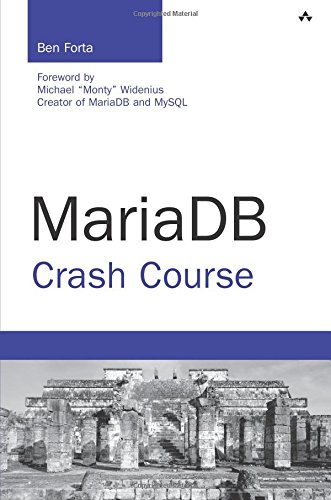 Ben Forta
Foreword by
Michael “Monty” Widenius
Creator of MariaDB and MySQL
MariaDB
Crash Course